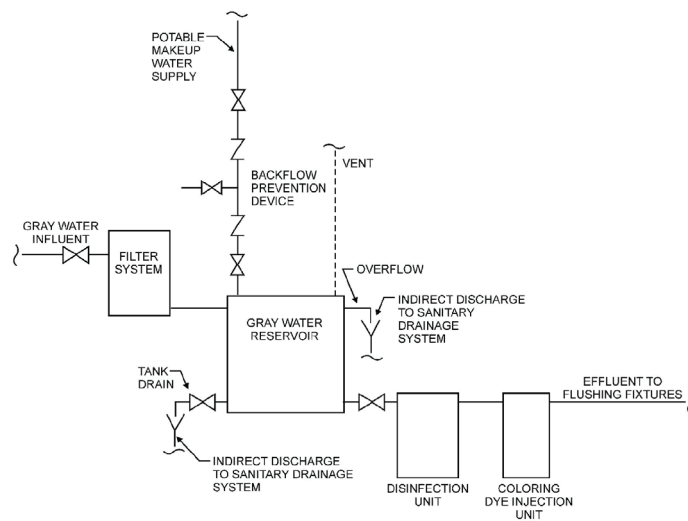 POTABLE
MAKEUP
WATER
SUPPLY
VENT
BACKFLOW
PREVENTION
DEVICE
GRAY WATER
INFLUENT
FILTER
SYSTEM
OVERFLOW
INDIRECT DISCHARGE
TO SANITARY
DRAINAGE
SYSTEM
GRAY WATER
RESERVOIR
TANK
DRAIN
EFFLUENT TO
FLUSHING FIXTURES
INDIRECT DISCHARGE
TO SANITARY DRAINAGE
SYSTEM
DISINFECTION
UNIT
COLORING
DYE INJECTION
UNIT